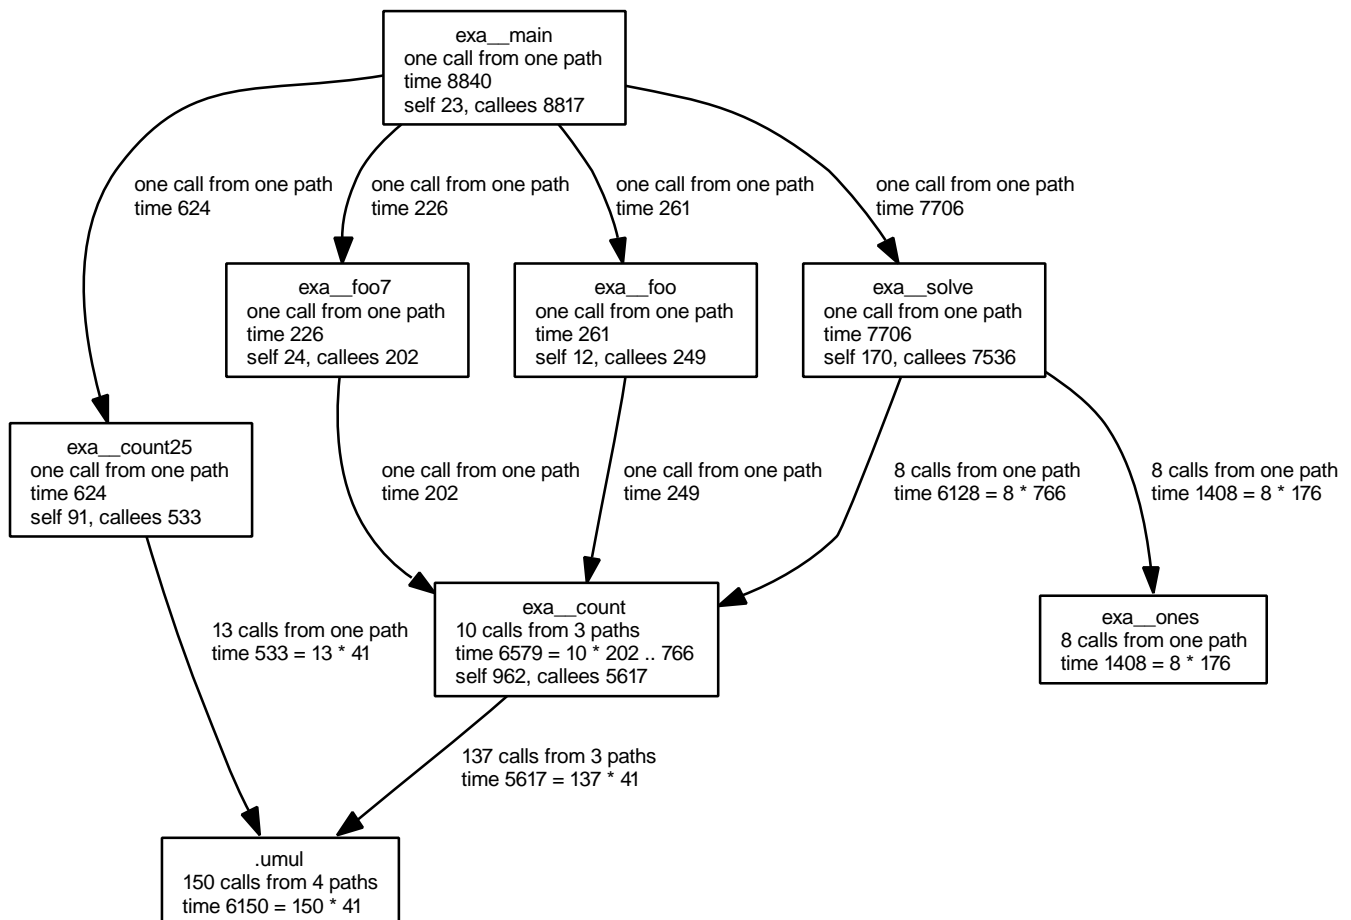 exa__main
one call from one path
time 8840
self 23, callees 8817
one call from one path
time 624
one call from one path
time 226
one call from one path
time 261
one call from one path
time 7706
exa__foo7
one call from one path
time 226
self 24, callees 202
exa__foo
one call from one path
time 261
self 12, callees 249
exa__solve
one call from one path
time 7706
self 170, callees 7536
exa__count25
one call from one path
time 624
self 91, callees 533
one call from one path
time 202
one call from one path
time 249
8 calls from one path
time 6128 = 8 * 766
8 calls from one path
time 1408 = 8 * 176
13 calls from one path
time 533 = 13 * 41
exa__count
10 calls from 3 paths
time 6579 = 10 * 202 .. 766
self 962, callees 5617
exa__ones
8 calls from one path
time 1408 = 8 * 176
137 calls from 3 paths
time 5617 = 137 * 41
.umul
150 calls from 4 paths
time 6150 = 150 * 41